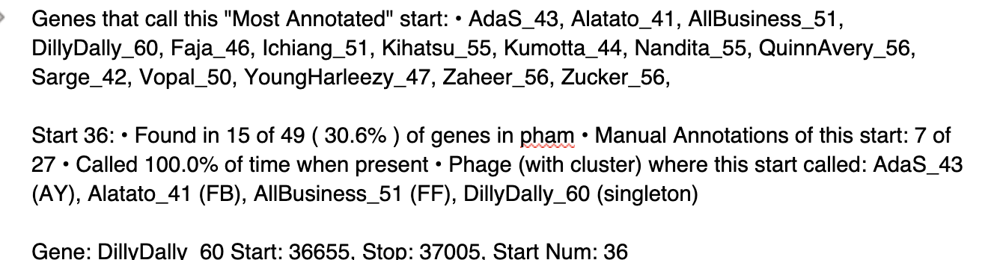 Genes that call this "Most Annotated" start: • AdaS_43, Alatato_41, AllBusiness_51,
DillyDally_60, Faja_46, Ichiang_51, Kihatsu_55, Kumotta_44, Nandita_55, QuinnAvery_56,
Sarge_42, Vopal_50, YoungHarleezy_47, Zaheer_56, Zucker_56,
Start 36: • Found in 15 of 49 ( 30.6% ) of genes in pham • Manual Annotations of this start: 7 of
27 • Called 100.0% of time when present • Phage (with cluster) where this start called: AdaS_43
(AY), Alatato_41 (FB), AllBusiness_51 (FF), DillyDally_60 (singleton)
Gene: DillyDally_60 Start: 36655, Stop: 37005, Start Num: 36